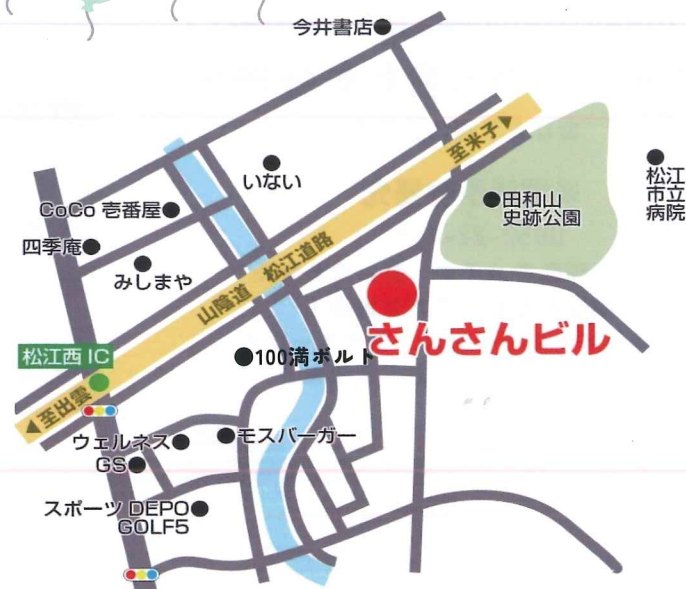 今井書店
いない
至米子▶
CoCo 壱番屋
四季庵
みしまや
田和山
史跡公園
松江
市立
病院
山陰道 松江道路
さんさんビル
100満ボルト
松江西 IC
◀至出雲
ウェルネス
モスバーガー
GS
スポーツ DEPO
GOLF5